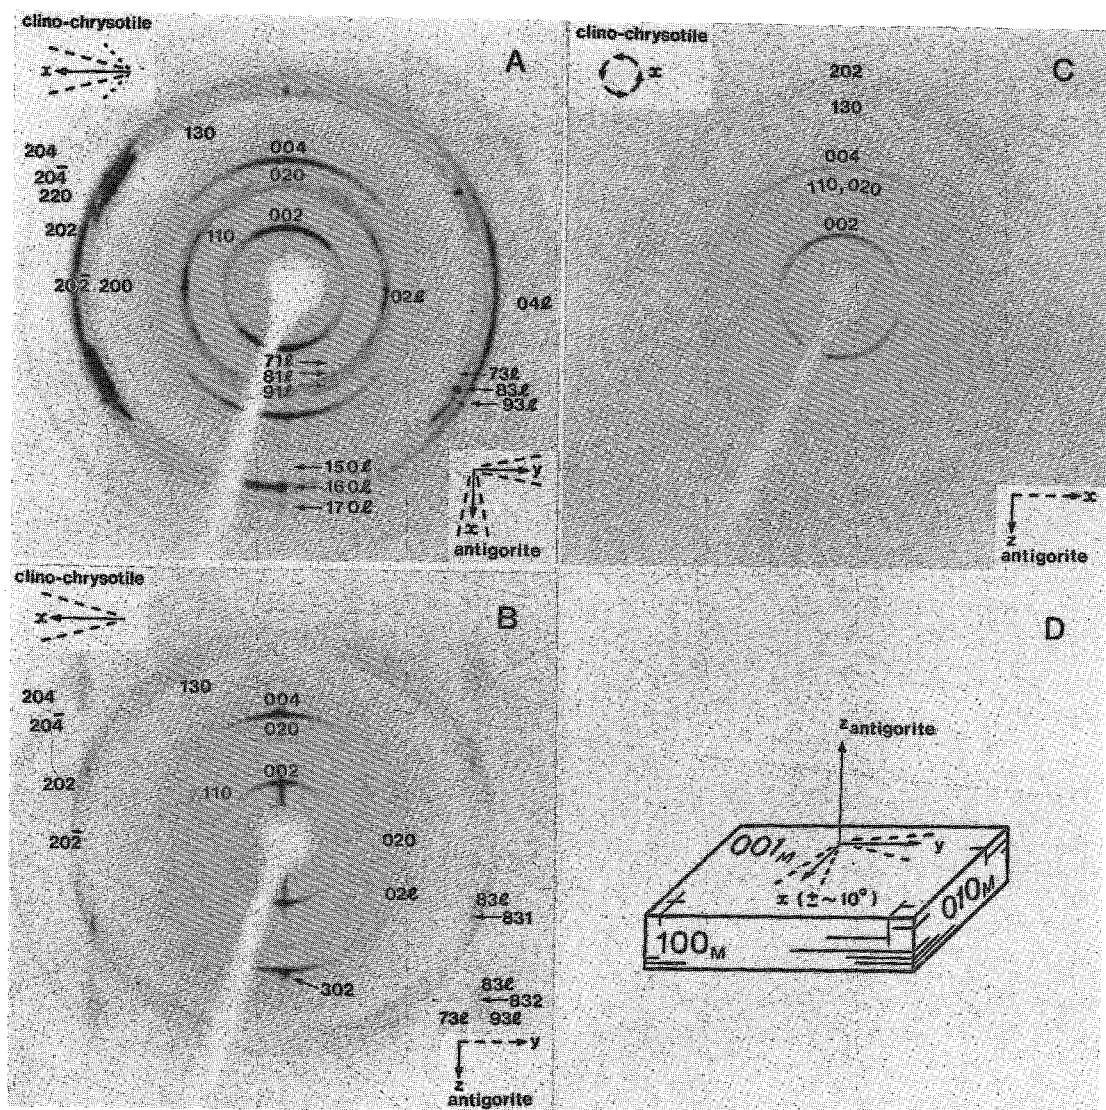 clino-chrysotile
x
A
130
004
204
020
204̅
220
002
202
110
202̅ 200
02ℓ
04ℓ
71ℓ
81ℓ
91ℓ
73ℓ
83ℓ
93ℓ
15 0ℓ
16 0ℓ
17 0ℓ
y
x
antigorite
clino-chrysotile
x
C
202
130
004
110,020
002
x
z
antigorite
clino-chrysotile
x
B
130
204
004
204̅
020
002
202
110
202̅
020
02ℓ
83ℓ
831
302
83ℓ
832
73ℓ 93ℓ
y
z
antigorite
D
z antigorite
001M
y
x (± ~10°)
010M
100M